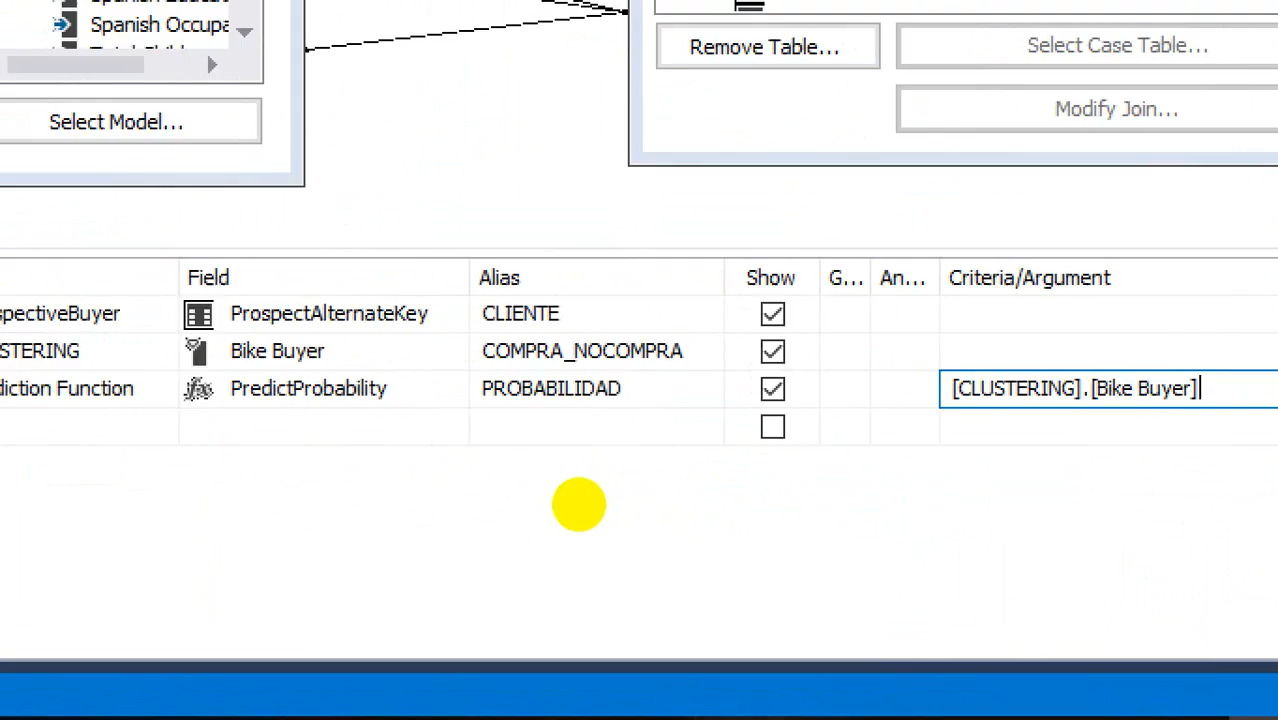 Spanish Occupa
Remove Table...
Select Case Table...
Select Model...
Modify Join...
Field Alias Show G... An... Criteria/Argument
spectiveBuyer ProspectAlternateKey CLIENTE
STERING Bike Buyer COMPRA_NOCOMPRA
diction Function PredictProbability PROBABILIDAD [CLUSTERING].[Bike Buyer]